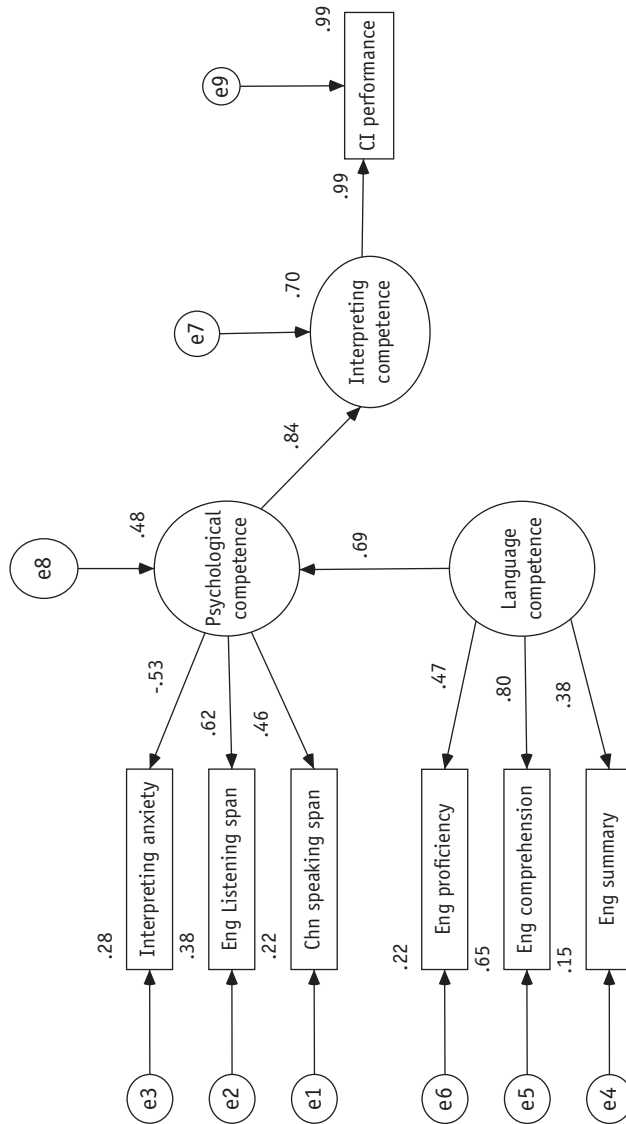 e3
.28
Interpreting anxiety
-.53
e2
.38
Eng Listening span
.62
e1
.22
Chn speaking span
.46
e8
.48
Psychological
competence
.84
.69
e6
.22
Eng proficiency
.47
e5
.65
Eng comprehension
.80
e4
.15
Eng summary
.38
Language
competence
e7
.70
Interpreting
competence
.99
e9
.99
CI performance